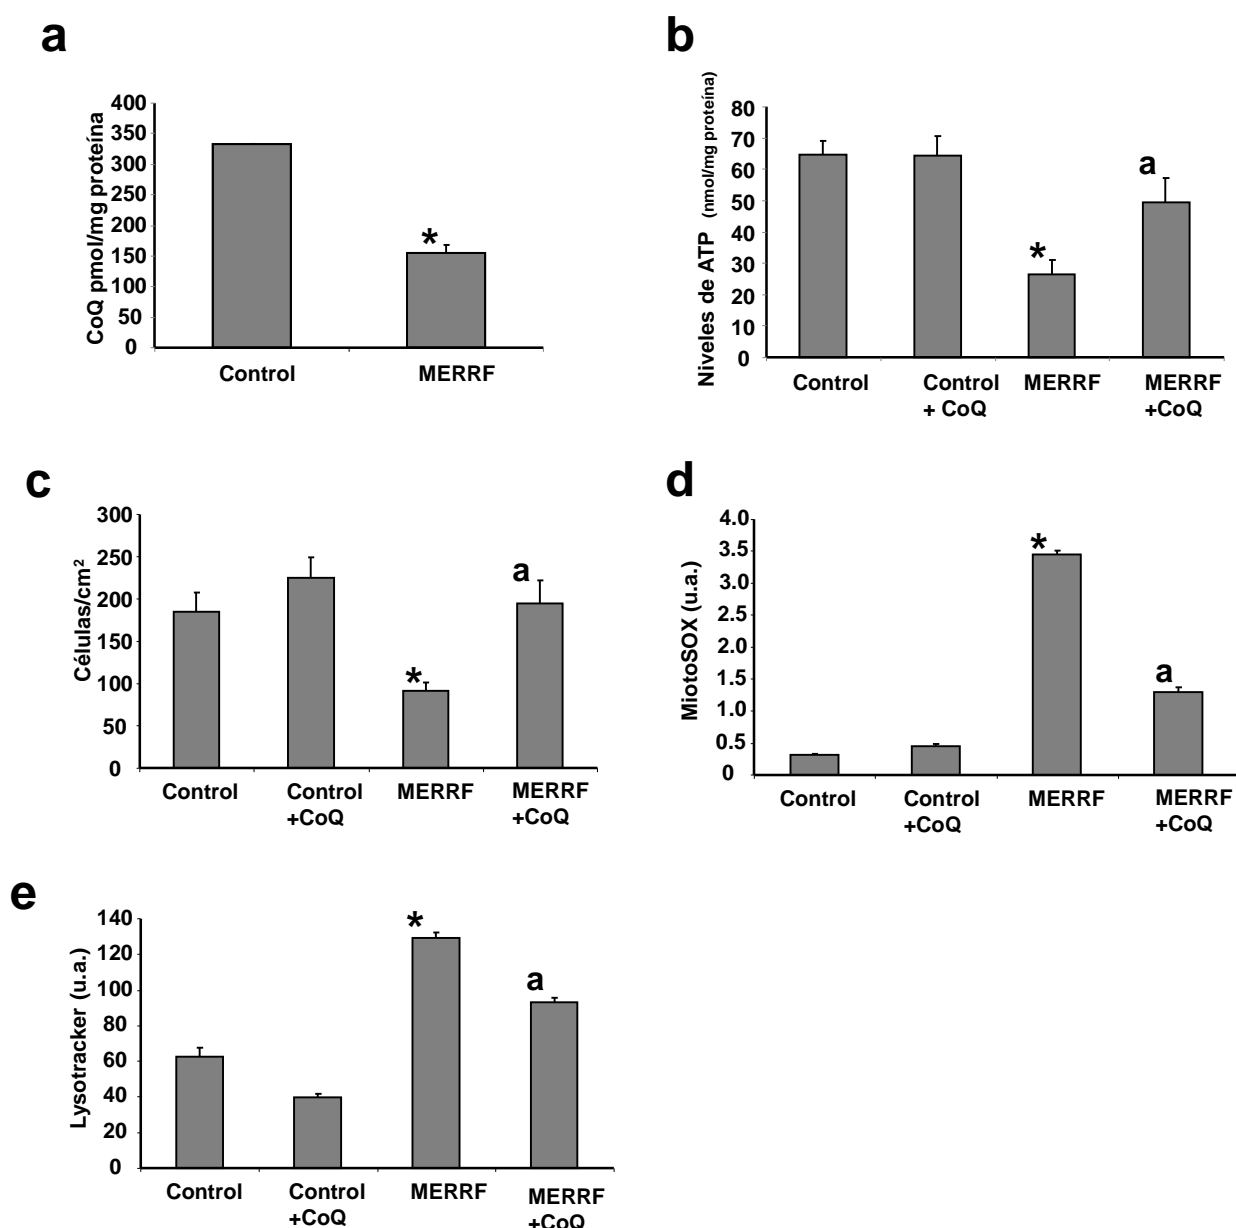 a
CoQ pmol/mg proteína
400
350
300
250
200
150
100
50
0
*
Control
MERRF
b
Niveles de ATP (nmol/mg proteína)
80
70
60
50
40
30
20
10
0
*
a
Control
Control
+ CoQ
MERRF
MERRF
+CoQ
c
Células/cm²
300
250
200
150
100
50
0
*
a
Control
Control
+CoQ
MERRF
MERRF
+CoQ
d
MiotoSOX (u.a.)
4.0
3.5
3.0
2.5
2.0
1.5
1.0
0.5
0
*
a
Control
Control
+CoQ
MERRF
MERRF
+CoQ
e
Lysotracker (u.a.)
140
120
100
80
60
40
20
0
*
a
Control
Control
+CoQ
MERRF
MERRF
+CoQ